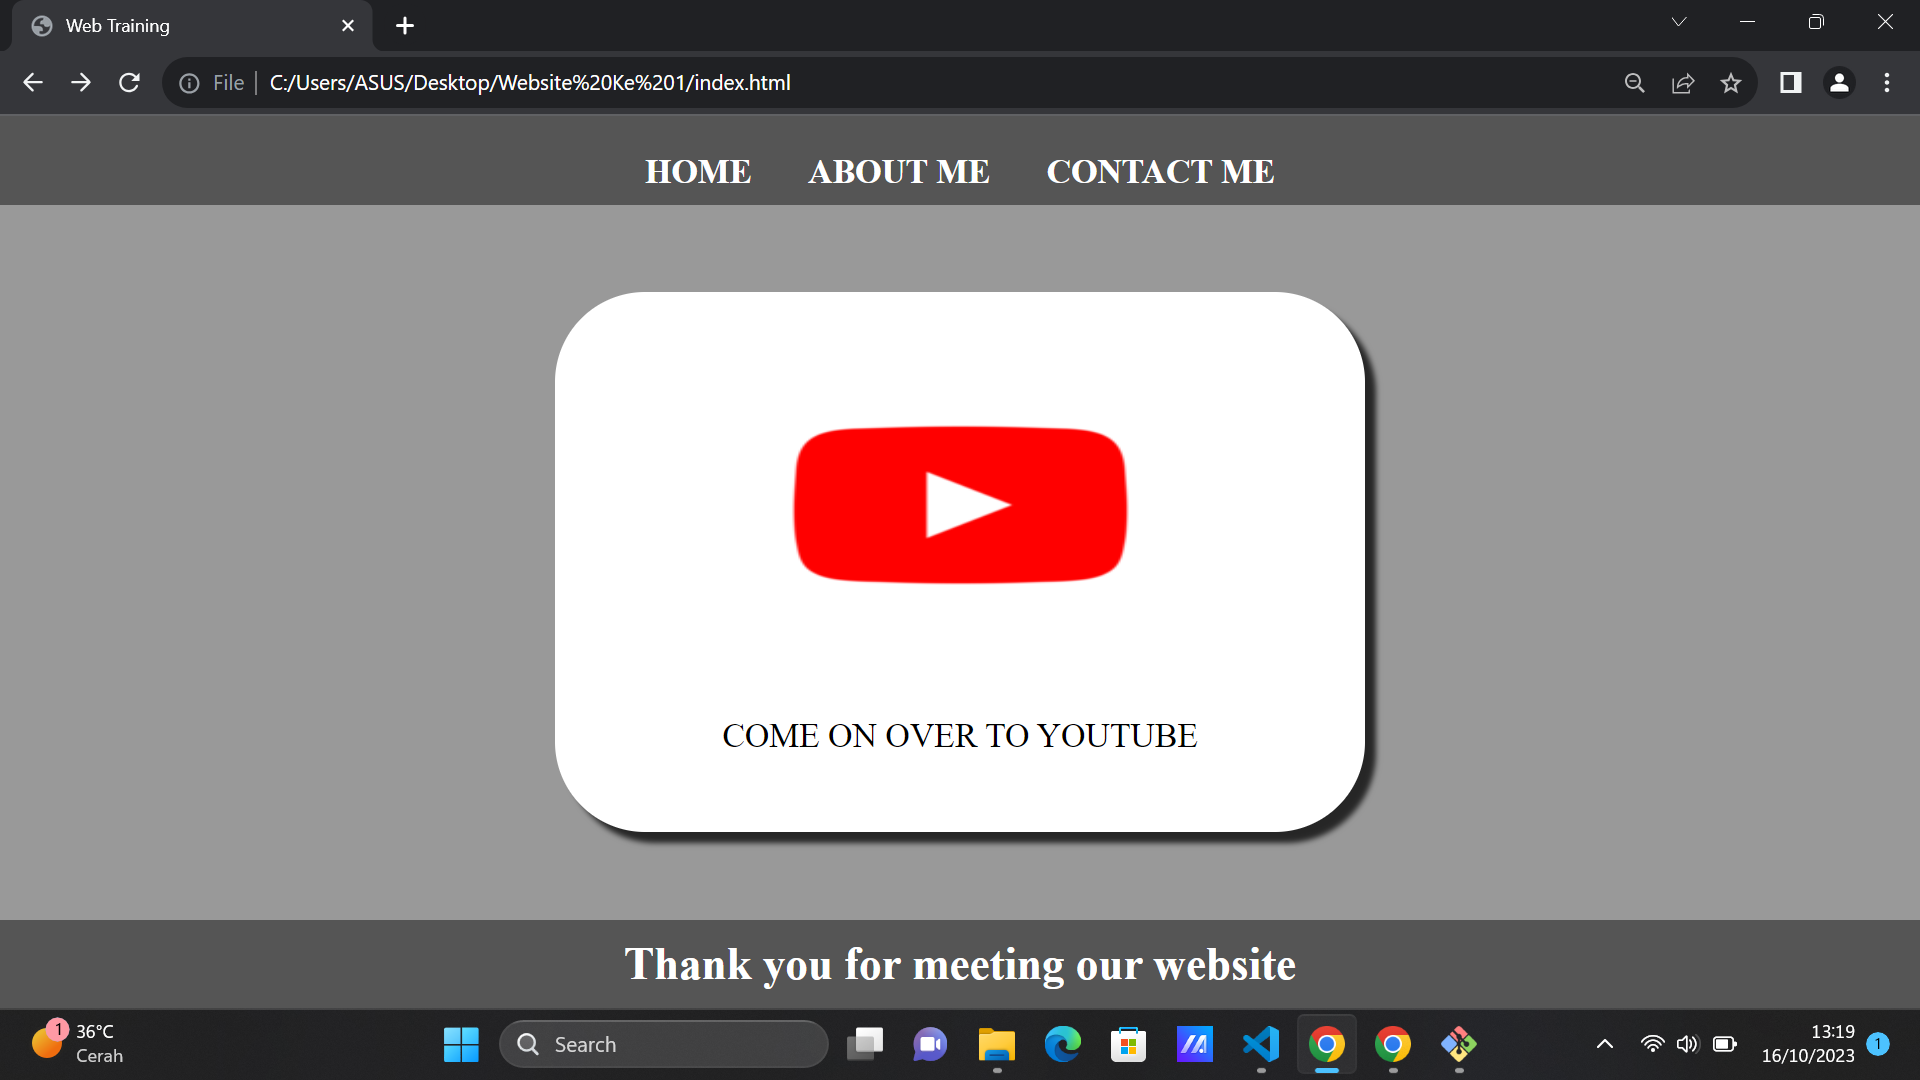 Web Training
File
C:/Users/ASUS/Desktop/Website%20Ke%201/index.html
HOME ABOUT ME CONTACT ME
COME ON OVER TO YOUTUBE
Thank you for meeting our website
1
36°C
Cerah
Search
13:19
16/10/2023
1